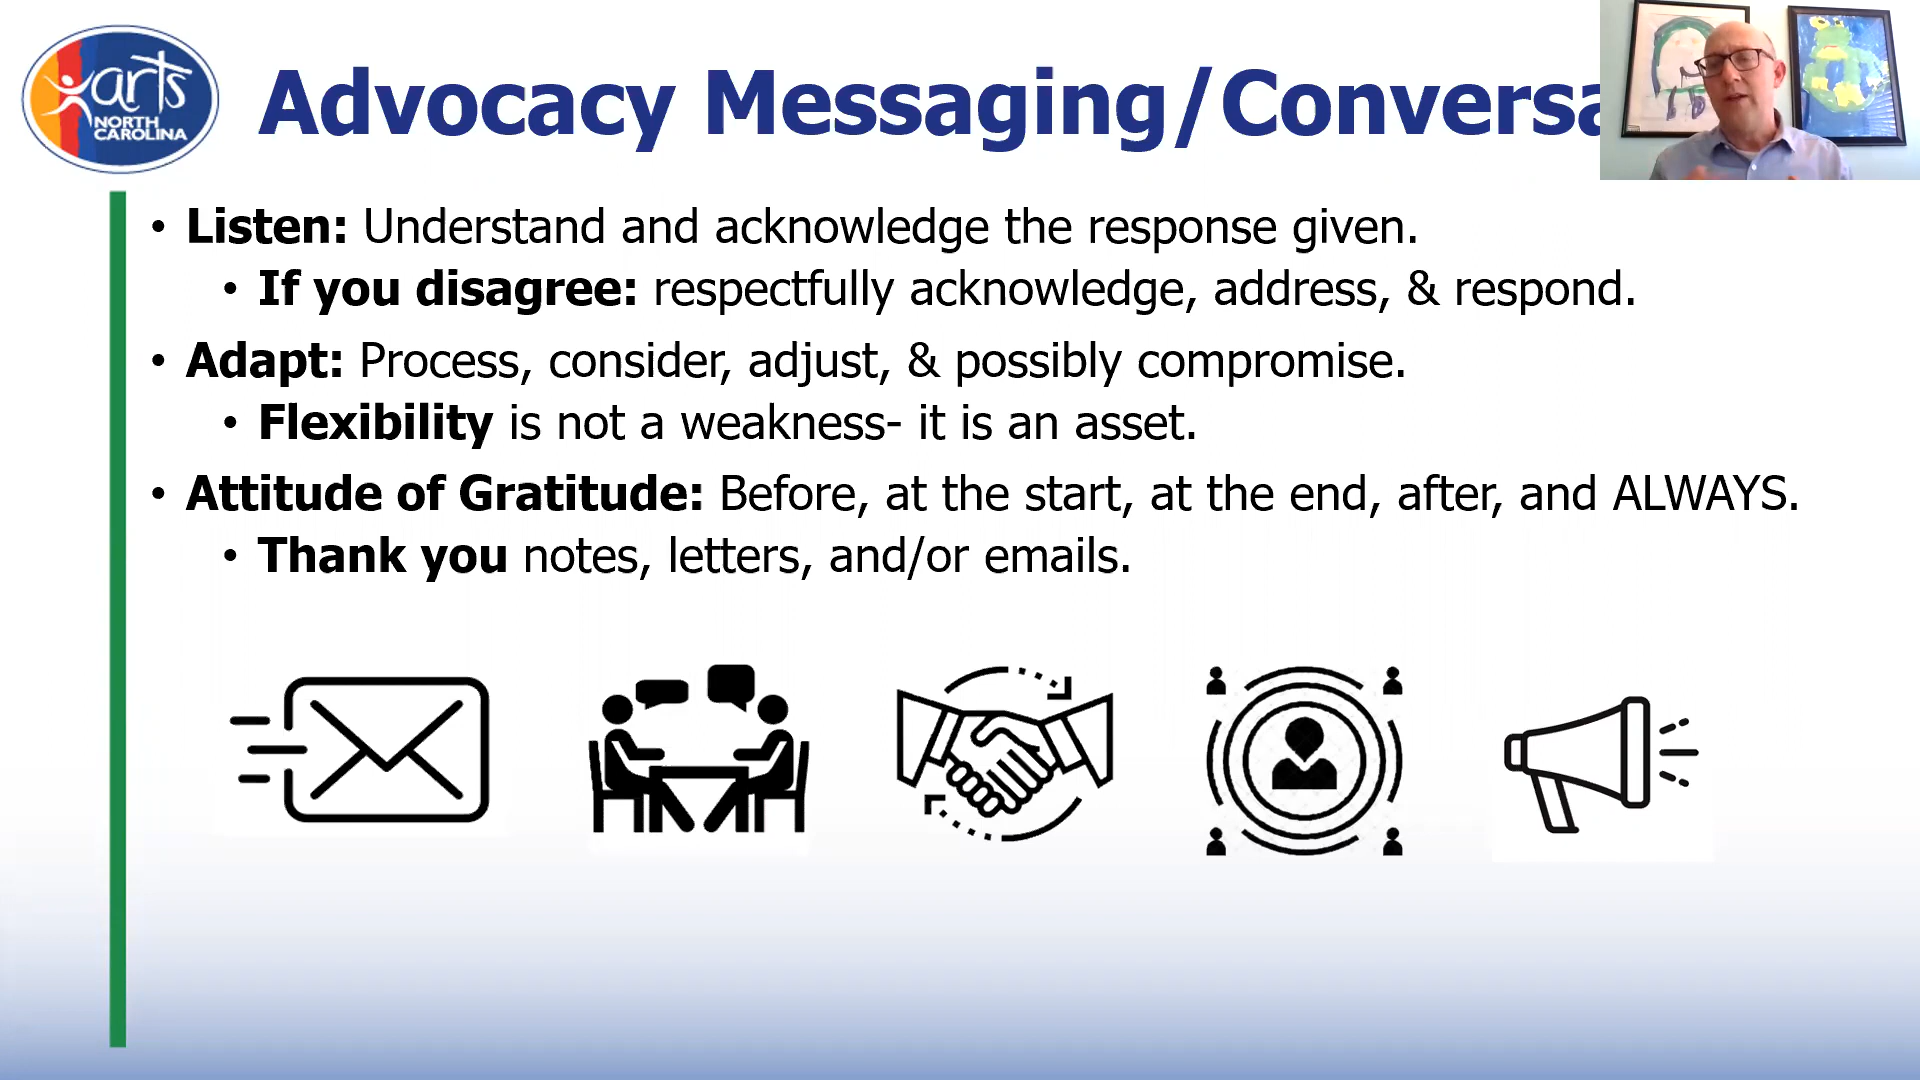 arts
NORTH
CAROLINA
Advocacy Messaging/Conversa
• Listen: Understand and acknowledge the response given.
• If you disagree: respectfully acknowledge, address, & respond.
• Adapt: Process, consider, adjust, & possibly compromise.
• Flexibility is not a weakness- it is an asset.
• Attitude of Gratitude: Before, at the start, at the end, after, and ALWAYS.
• Thank you notes, letters, and/or emails.